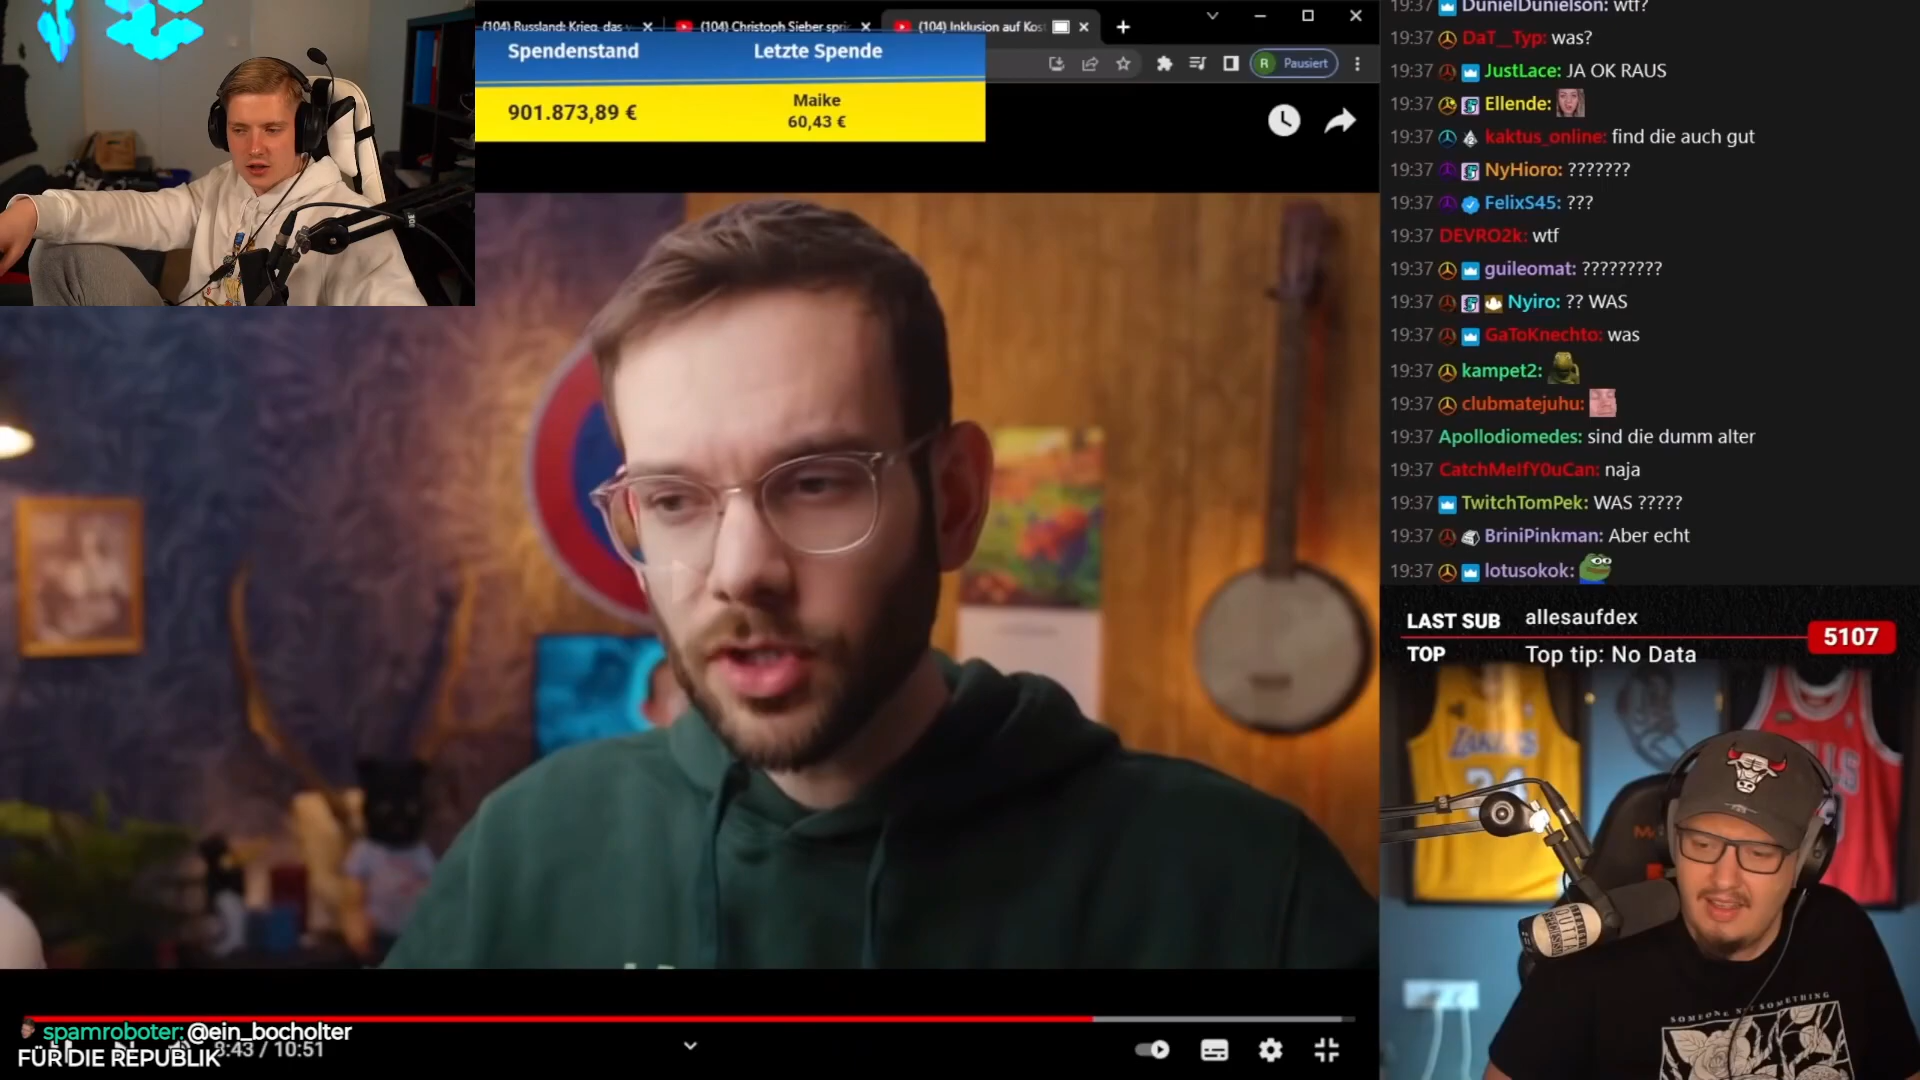 (104) Russland: Krieg, das
(104) Christoph Sieber spri
(104) Inklusion auf Kos
Spendenstand
Letzte Spende
901.873,89 €
Maike
60,43 €
R Pausiert
19:37 DunielDunielson: wtf?
19:37 DaT__Typ: was?
19:37 JustLace: JA OK RAUS
19:37 Ellende:
19:37 kaktus_online: find die auch gut
19:37 NyHioro: ???????
19:37 FelixS45: ???
19:37 DEVRO2k: wtf
19:37 guileomat: ?????????
19:37 Nyiro: ?? WAS
19:37 GaToKnechto: was
19:37 kampet2:
19:37 clubmatejuhu:
19:37 Apollodiomedes: sind die dumm alter
19:37 CatchMeIfY0uCan: naja
19:37 TwitchTomPek: WAS ?????
19:37 BriniPinkman: Aber echt
19:37 lotusokok:
LAST SUB allesaufdex
5107
TOP Top tip: No Data
LAKERS
SOMEONE
SOMETHING
spamroboter: @ein_bocholter
FÜR DIE REPUBLIK
8:43 / 10:51